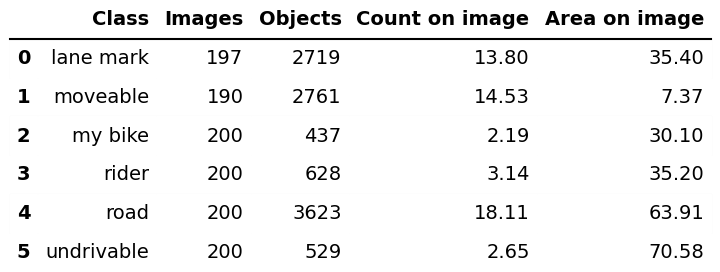 Class Images Objects Count on image Area on image
0 lane mark 197 2719 13.80 35.40
1 moveable 190 2761 14.53 7.37
2 my bike 200 437 2.19 30.10
3 rider 200 628 3.14 35.20
4 road 200 3623 18.11 63.91
5 undrivable 200 529 2.65 70.58